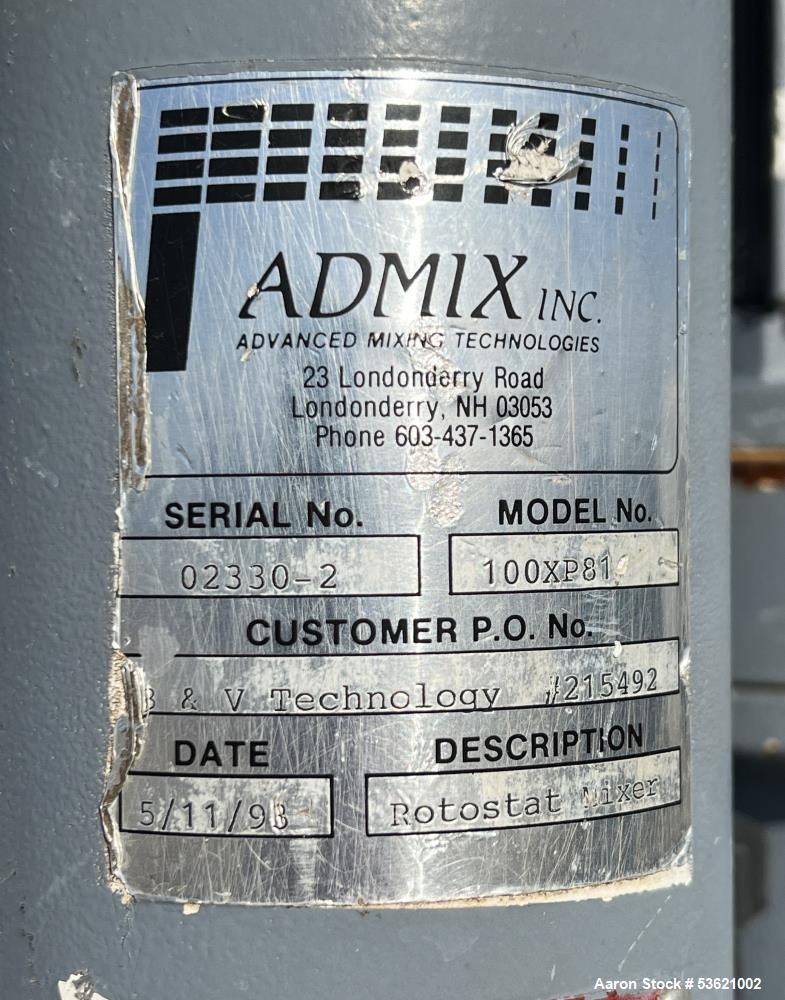 ADMIX INC.
ADVANCED MIXING TECHNOLOGIES
23 Londonderry Road
Londonderry, NH 03053
Phone 603-437-1365
SERIAL No. MODEL No.
02330-2 100XP81
CUSTOMER P.O. No.
B & V Technology #215492
DATE DESCRIPTION
Rotostat Mixer
Aaron Stock # 53621002